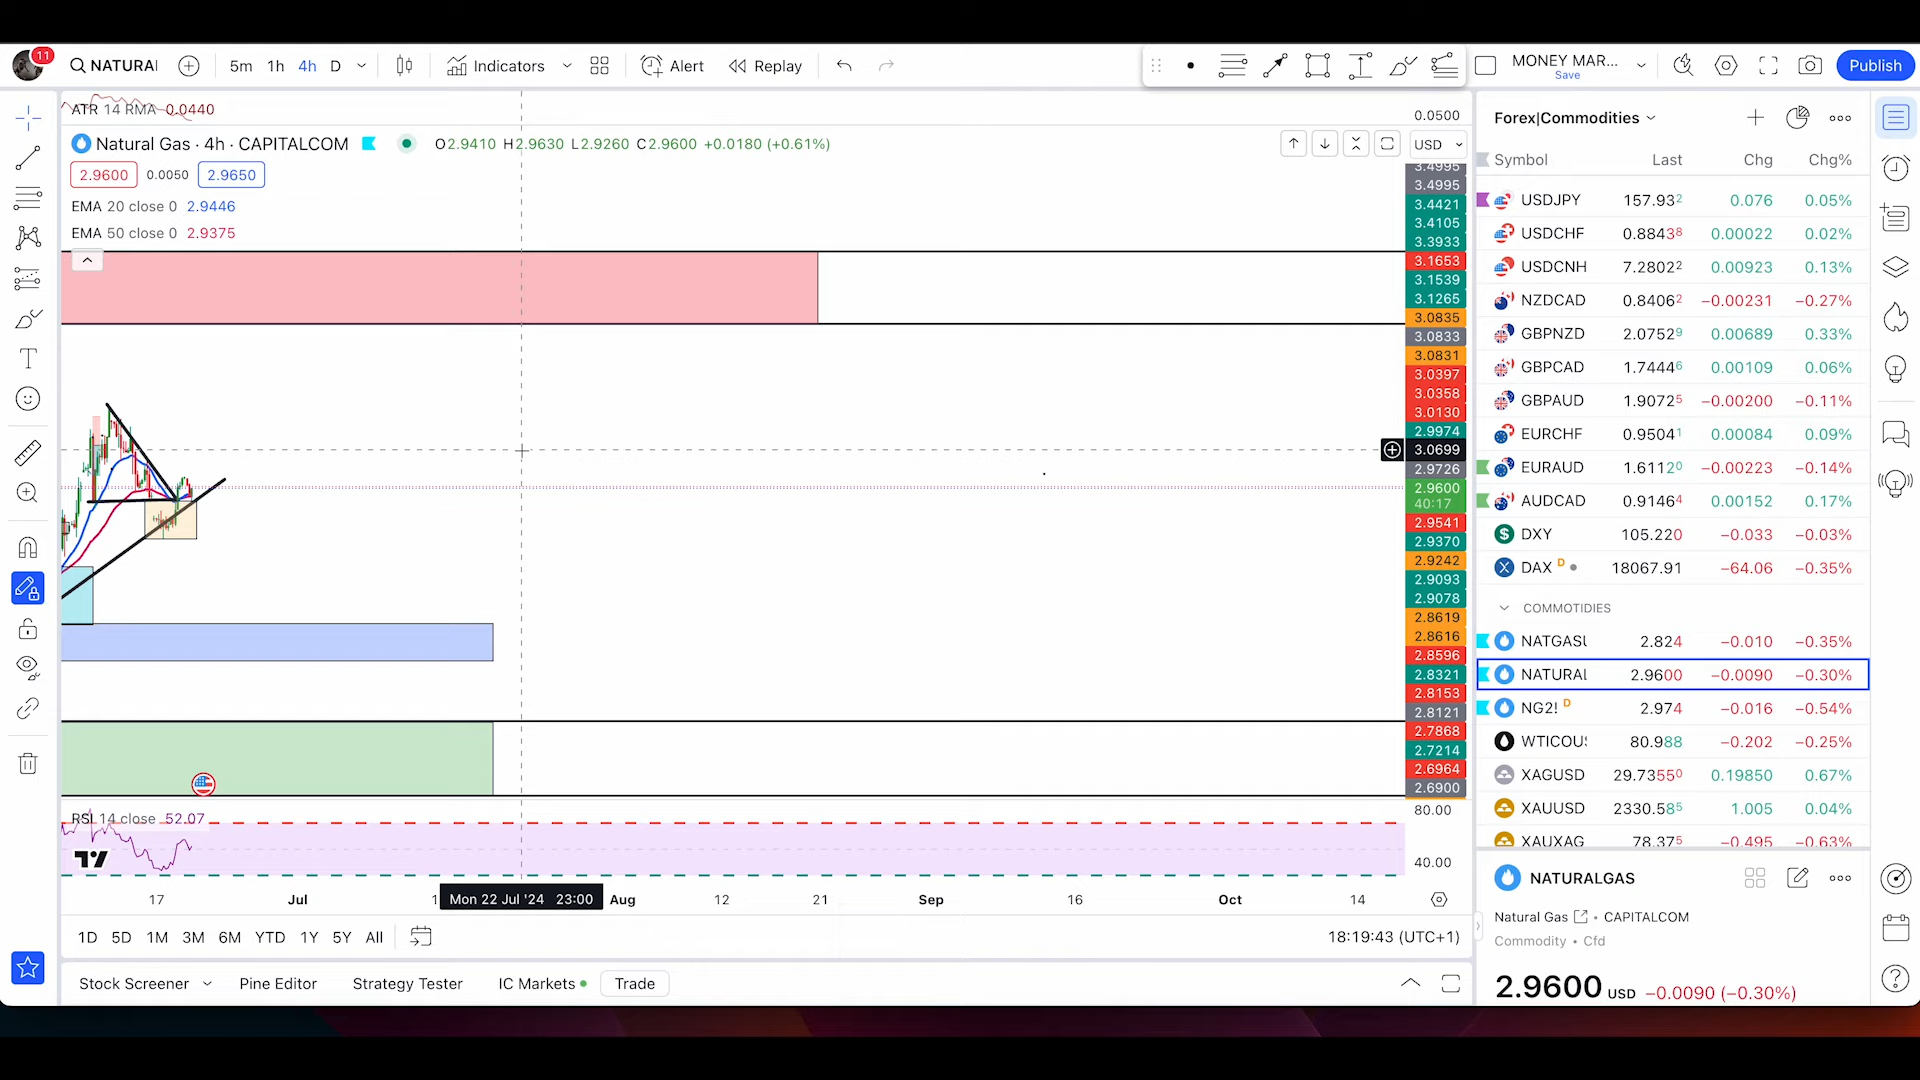 11
NATURAL
5m 1h 4h D
Indicators
Alert
Replay
MONEY MAR...
Save
Publish
ATR 14 RMA 0.0440
Natural Gas · 4h · CAPITALCOM
O2.9410 H2.9630 L2.9260 C2.9600 +0.0180 (+0.61%)
2.9600 0.0050 2.9650
EMA 20 close 0 2.9446
EMA 50 close 0 2.9375
0.0500
USD
3.4995
3.4995
3.4421
3.4105
3.3933
3.1653
3.1539
3.1265
3.0835
3.0833
3.0831
3.0397
3.0358
3.0130
2.9974
3.0699
2.9726
2.9600
40:17
2.9541
2.9370
2.9242
2.9093
2.9078
2.8619
2.8616
2.8596
2.8321
2.8153
2.8121
2.7868
2.7214
2.6964
2.6900
80.00
40.00
RSI 14 close 52.07
17 Jul 1 Mon 22 Jul '24 23:00 Aug 12 21 Sep 16 Oct 14
1D 5D 1M 3M 6M YTD 1Y 5Y All
18:19:43 (UTC+1)
Stock Screener Pine Editor Strategy Tester IC Markets Trade
Forex|Commodities
Symbol Last Chg Chg%
USDJPY 157.932 0.076 0.05%
USDCHF 0.88438 0.00022 0.02%
USDCNH 7.28022 0.00923 0.13%
NZDCAD 0.84062 −0.00231 −0.27%
GBPNZD 2.07529 0.00689 0.33%
GBPCAD 1.74446 0.00109 0.06%
GBPAUD 1.90725 −0.00200 −0.11%
EURCHF 0.95041 0.00084 0.09%
EURAUD 1.61120 −0.00223 −0.14%
AUDCAD 0.91464 0.00152 0.17%
DXY 105.220 −0.033 −0.03%
DAX D 18067.91 −64.06 −0.35%
COMMOTIDIES
NATGASU 2.824 −0.010 −0.35%
NATURAL 2.9600 −0.0090 −0.30%
NG2! D 2.974 −0.016 −0.54%
WTICOUS 80.988 −0.202 −0.25%
XAGUSD 29.73550 0.19850 0.67%
XAUUSD 2330.585 1.005 0.04%
XAUXAG 78.375 −0.495 −0.63%
NATURALGAS
Natural Gas • CAPITALCOM
Commodity • Cfd
2.9600 USD −0.0090 (−0.30%)